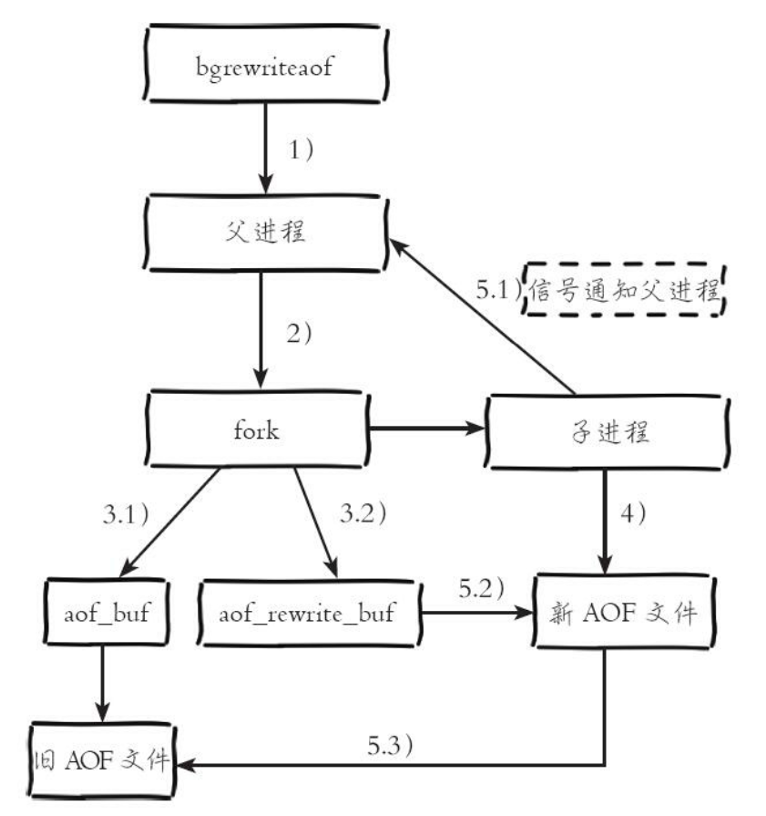 bgrewriteaof
1)
父进程
5.1)信号通知父进程
2)
fork
子进程
3.1)
3.2)
4)
aof_buf
aof_rewrite_buf
5.2)
新 AOF 文件
5.3)
旧 AOF 文件